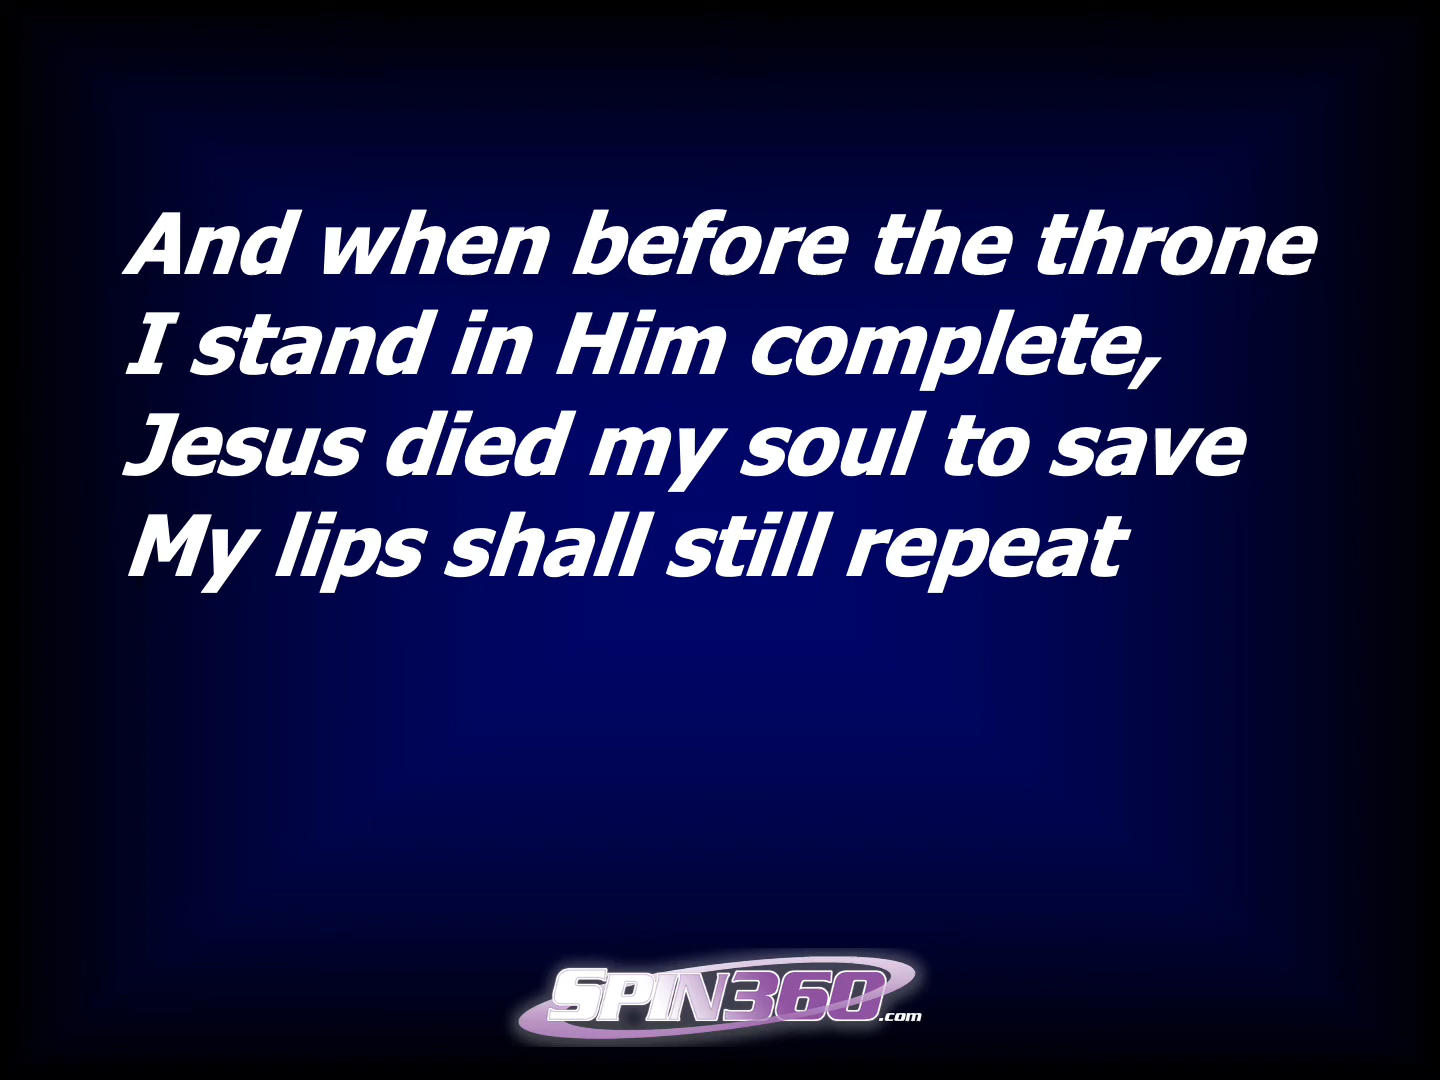 And when before the throne
I stand in Him complete,
Jesus died my soul to save
My lips shall still repeat
SPIN360.com